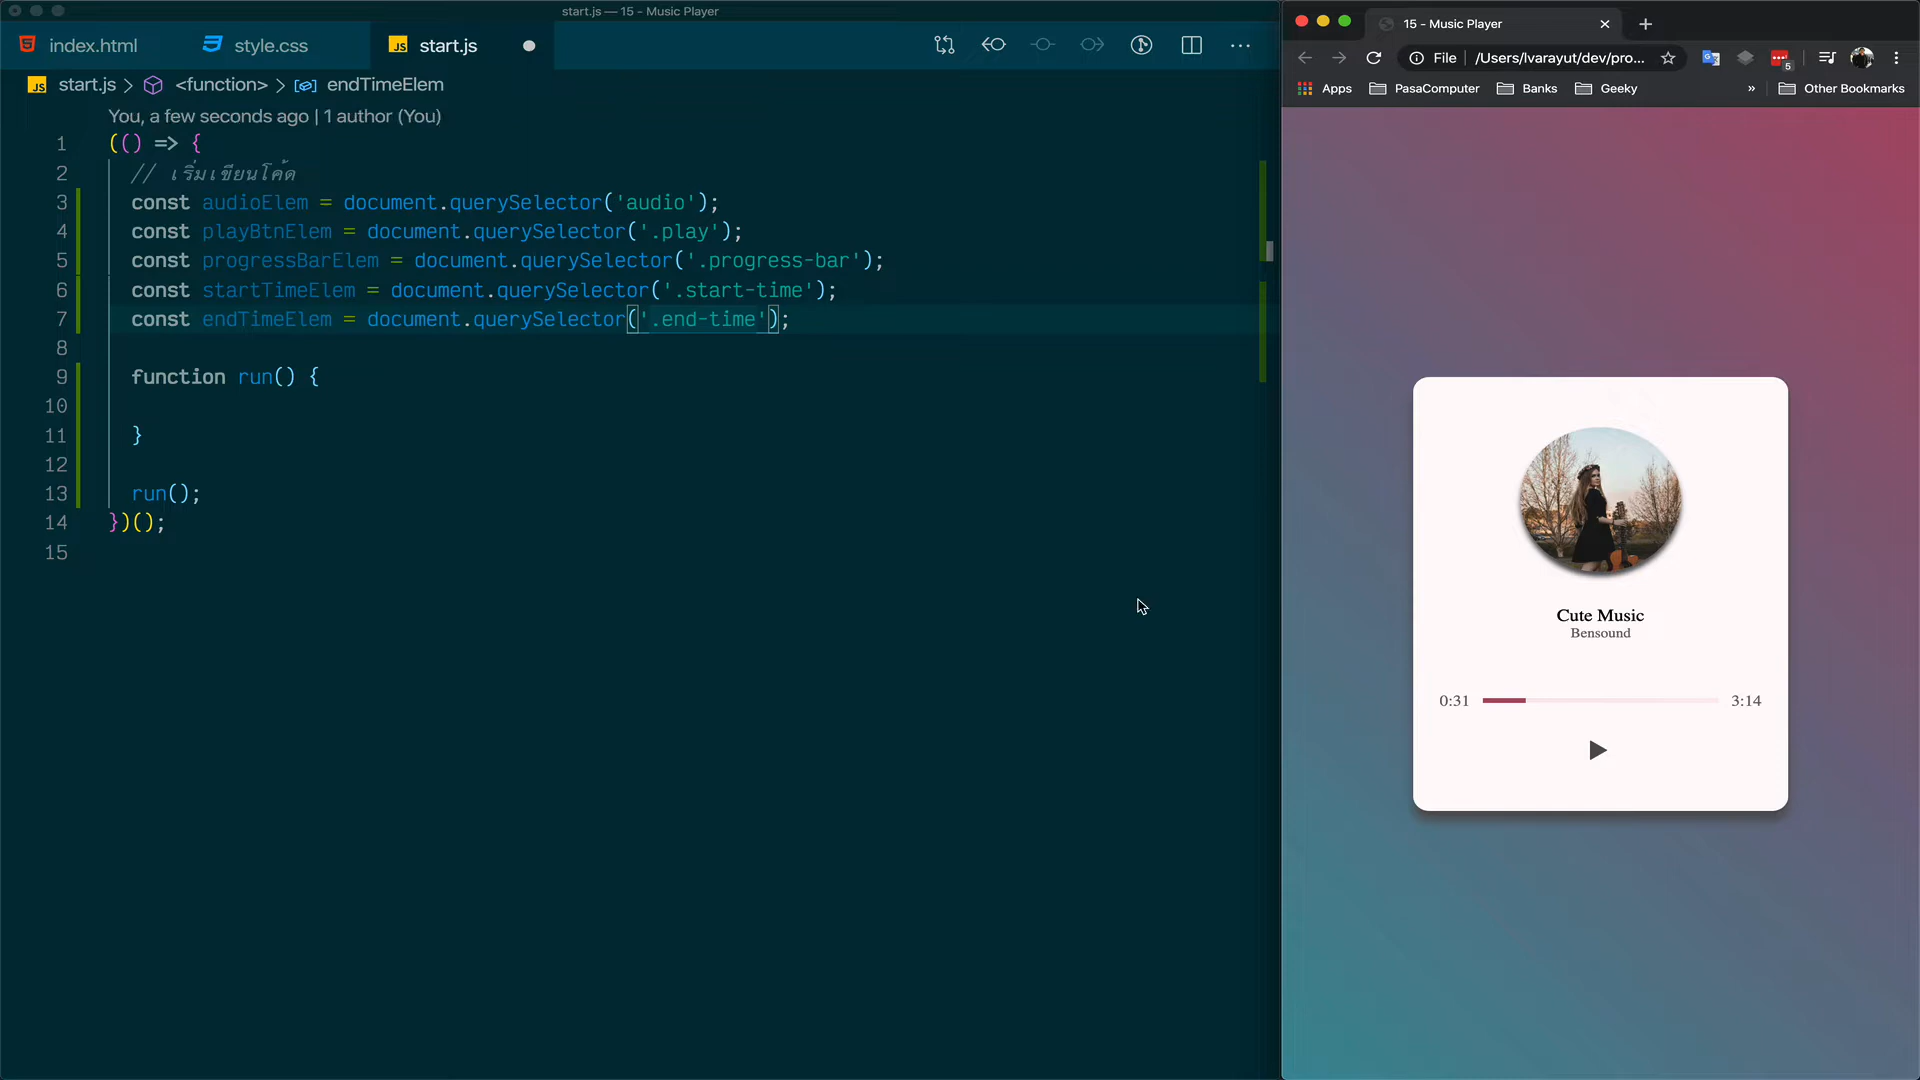 start.js — 15 - Music Player
index.html
style.css
JS start.js
JS start.js > <function> > endTimeElem
You, a few seconds ago | 1 author (You)
1 (() => {
2 // เริ่มเขียนโค้ด
3 const audioElem = document.querySelector('audio');
4 const playBtnElem = document.querySelector('.play');
5 const progressBarElem = document.querySelector('.progress-bar');
6 const startTimeElem = document.querySelector('.start-time');
7 const endTimeElem = document.querySelector('.end-time');
8
9 function run() {
10
11 }
12
13 run();
14 })();
15
15 - Music Player
File | /Users/lvarayut/dev/pro...
5
Apps
PasaComputer
Banks
Geeky
»
Other Bookmarks
Cute Music
Bensound
0:31
3:14